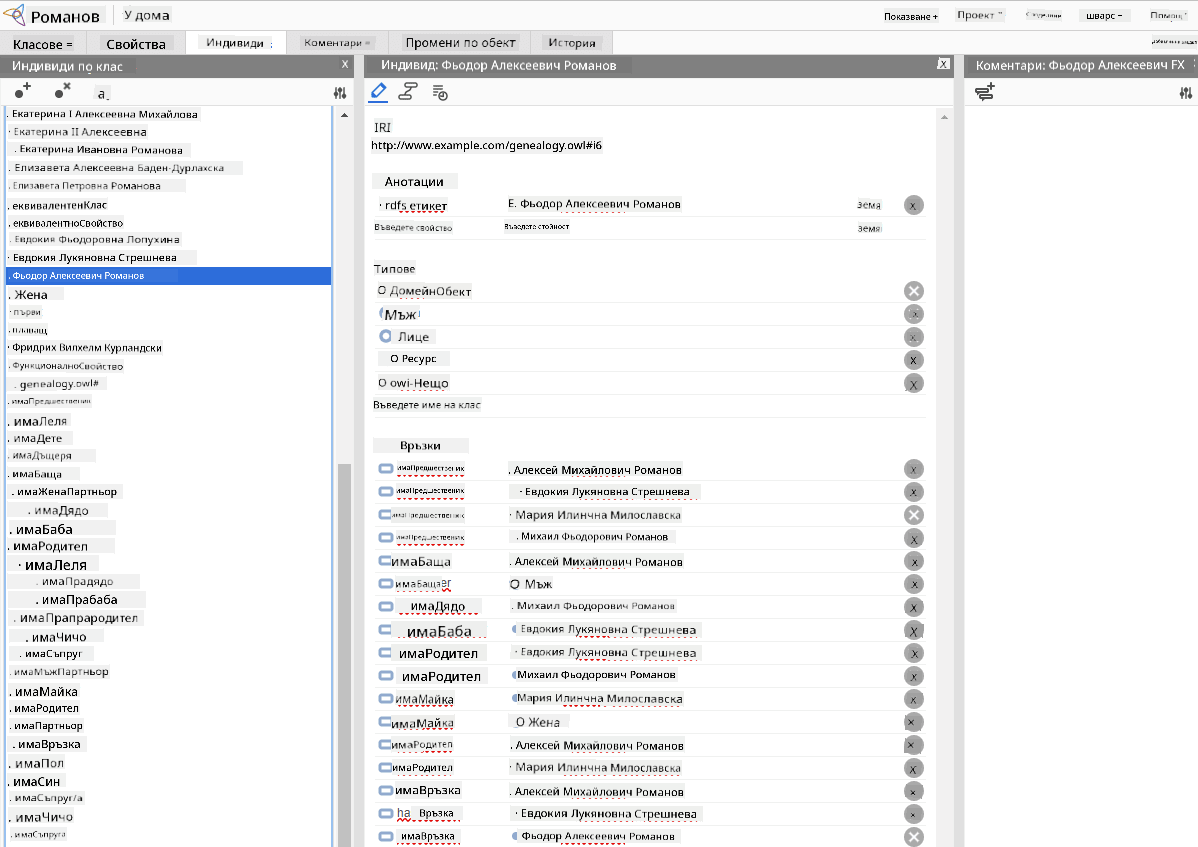 Романов
У дома
Показване
Проект
шварс
Помощ
Класове =
Свойства
Индивиди :
Коментари =
Промени по обект
История
Индивиди по клас X
a
Екатерина I Алексеевна Михайлова
Екатерина II Алексеевна
Екатерина Ивановна Романова
Елизавета Алексеевна Баден-Дурлахска
Елизавета Петровна Романова
еквивалентенКлас
еквивалентноСвойство
Евдокия Фьодоровна Лопухина
Евдокия Лукяновна Стрешнева
Фьодор Алексеевич Романов
Жена
първи
плаващ
Фридрих Вилхелм Курландски
ФункционалноСвойство
genealogy.owl#
имаПредшественик
имаЛеля
имаДете
имаДъщеря
имаБаща
имаЖенаПартньор
имаДядо
имаБаба
имаРодител
имаЛеля
имаПрадядо
имаПрабаба
имаПрапрародител
имаЧичо
имаСъпруг
имаМъжПартньор
имаМайка
имаРодител
имаПартньор
имаВръзка
имаПол
имаСин
имаСъпруг/а
имаЧичо
имаСъпруга
Индивид: Фьодор Алексеевич Романов X
IRI
http://www.example.com/genealogy.owl#i6
Анотации
rdfs етикет Е. Фьодор Алексеевич Романов земя x
Въведете свойство Въведете стойност земя
Типове
О ДомейнОбект X
Мъж x
Лице x
О Ресурс x
О owi-Нещо x
Въведете име на клас
Връзки
имаПредшественик . Алексей Михайлович Романов x
имаПредшественик · Евдокия Лукяновна Стрешнева x
имаПредшественик · Мария Илинчна Милославска X
имаПредшественик . Михаил Фьодорович Романов x
имаБаща . Алексей Михайлович Романов x
имаБащаer О Мъж x
имаДядо . Михаил Фьодорович Романов x
имаБаба Евдокия Лукяновна Стрешнева x
имаРодител · Евдокия Лукяновна Стрешнева x
имаРодител Михаил Фьодорович Романов x
имаМайка Мария Илинчна Милославска x
имаМайка О Жена x
имаРодител . Алексей Михайлович Романов x
имаРодител · Мария Илинчна Милославска x
имаВръзка . Алексей Михайлович Романов x
ha Връзка · Евдокия Лукяновна Стрешнева x
имаВръзка Фьодор Алексеевич Романов X
Коментари: Фьодор Алексеевич FX